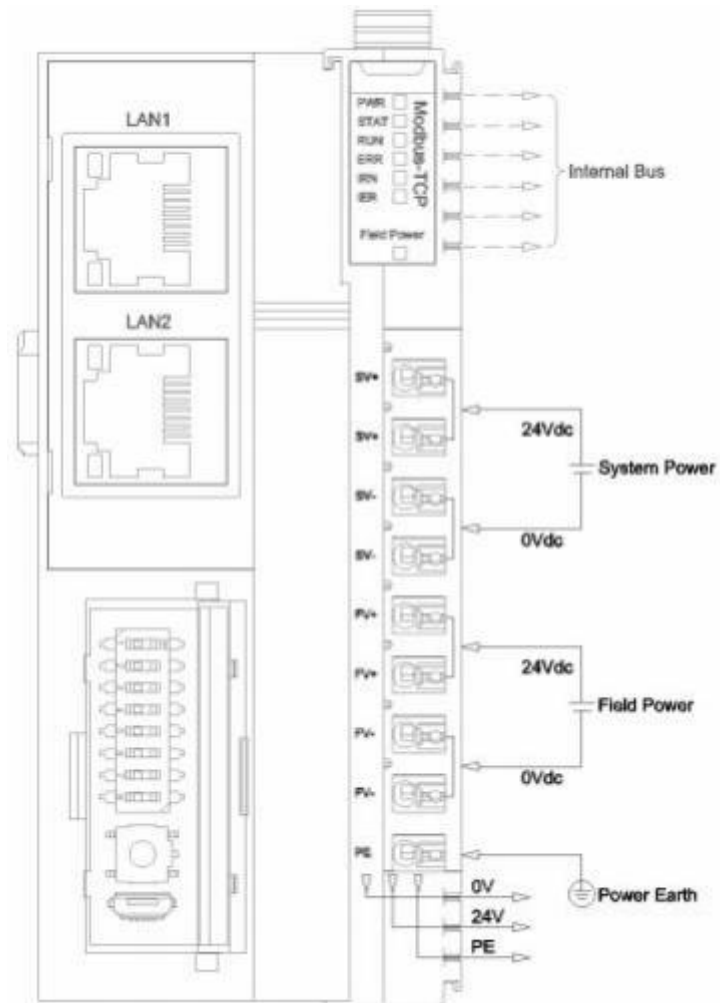 LAN1
LAN2
PWR
STAT
RUN
ERR
IRN
IER
Modbus-TCP
Field Power
Internal Bus
SV+
SV+
SV-
SV-
FV+
FV+
FV-
FV-
PE
24Vdc
System Power
0Vdc
24Vdc
Field Power
0Vdc
Power Earth
0V
24V
PE